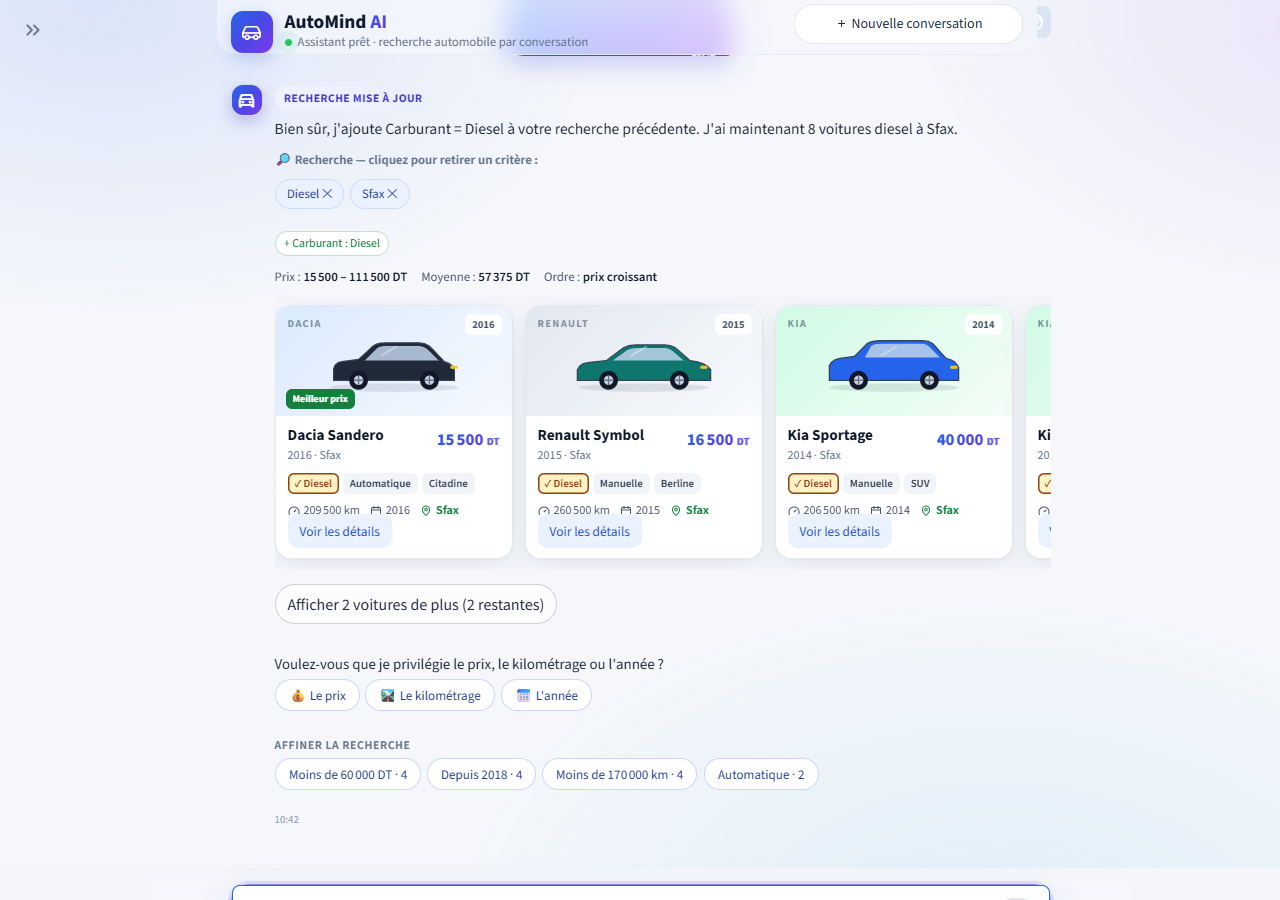 AutoMind AI
Assistant prêt · recherche automobile par conversation
+ Nouvelle conversation
RECHERCHE MISE À JOUR
Bien sûr, j'ajoute Carburant = Diesel à votre recherche précédente. J'ai maintenant 8 voitures diesel à Sfax.
🔎 Recherche — cliquez pour retirer un critère :
Diesel ✕ Sfax ✕
+ Carburant : Diesel
Prix : 15 500 – 111 500 DT Moyenne : 57 375 DT Ordre : prix croissant
DACIA 2016 RENAULT 2015 KIA 2014
Meilleur prix
Dacia Sandero 15 500 DT Renault Symbol 16 500 DT Kia Sportage 40 000 DT Ki
2016 · Sfax 2015 · Sfax 2014 · Sfax 20
✓ Diesel Automatique Citadine ✓ Diesel Manuelle Berline ✓ Diesel Manuelle SUV ✓
209 500 km 2016 Sfax 260 500 km 2015 Sfax 206 500 km 2014 Sfax
Voir les détails Voir les détails Voir les détails
Afficher 2 voitures de plus (2 restantes)
Voulez-vous que je privilégie le prix, le kilométrage ou l'année ?
💰 Le prix 🛣️ Le kilométrage 🗓️ L'année
AFFINER LA RECHERCHE
Moins de 60 000 DT · 4 Depuis 2018 · 4 Moins de 170 000 km · 4 Automatique · 2
10:42